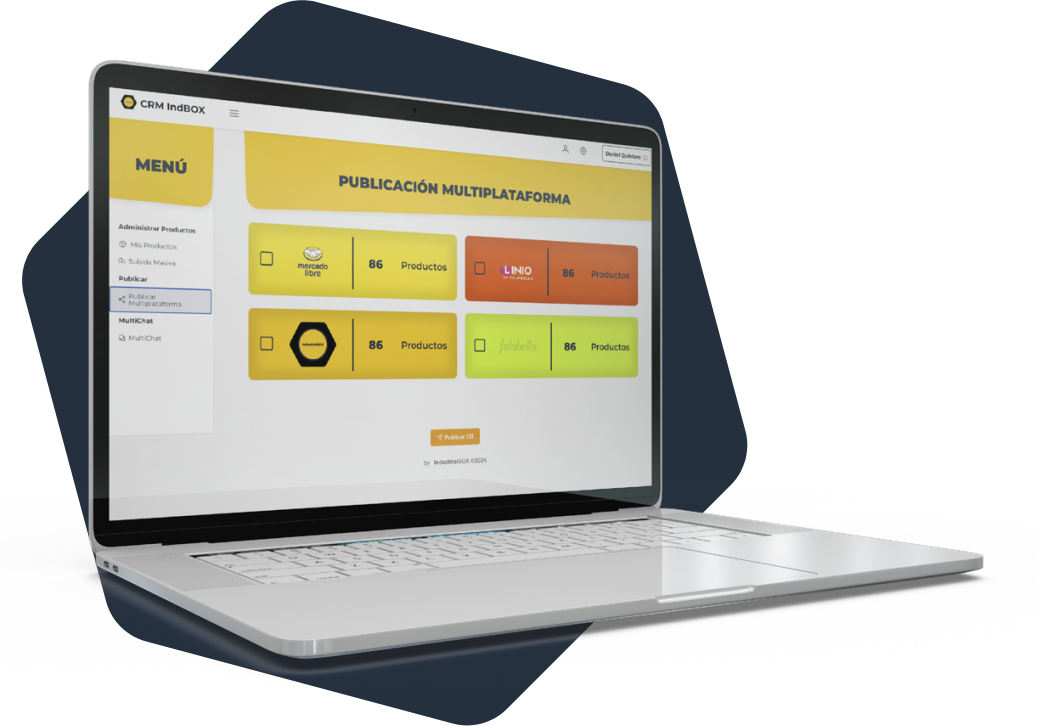 CRM IndBOX
Daniel Quintero
MENÚ
PUBLICACIÓN MULTIPLATAFORMA
Administrar Productos
Mis Productos
Subida Masiva
Publicar
Publicar
Multiplataforma
MultiChat
MultiChat
mercado
libre
86 Productos
LINIO
86 Productos
86 Productos
falabella.
86 Productos
Publicar (0)
by IndustrialBOX ©2024